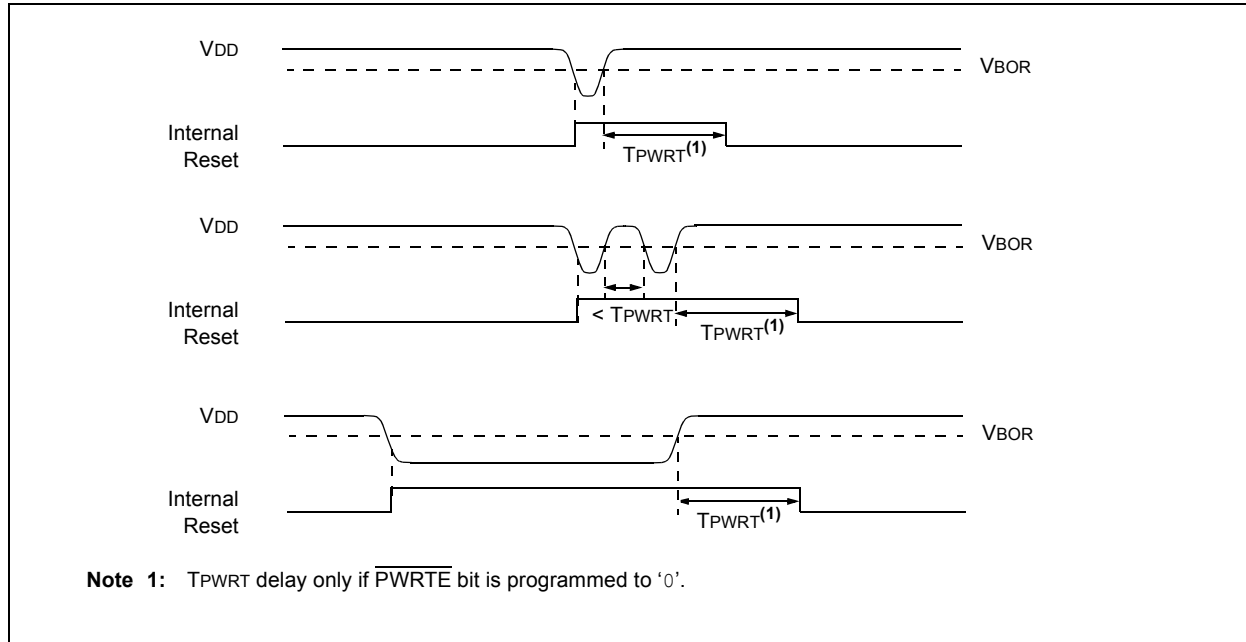 VDD
VBOR
Internal
Reset
TPWRT(1)
VDD
VBOR
Internal
Reset
< TPWRT
TPWRT(1)
VDD
VBOR
Internal
Reset
TPWRT(1)
Note 1: TPWRT delay only if PWRTE bit is programmed to ‘0’.